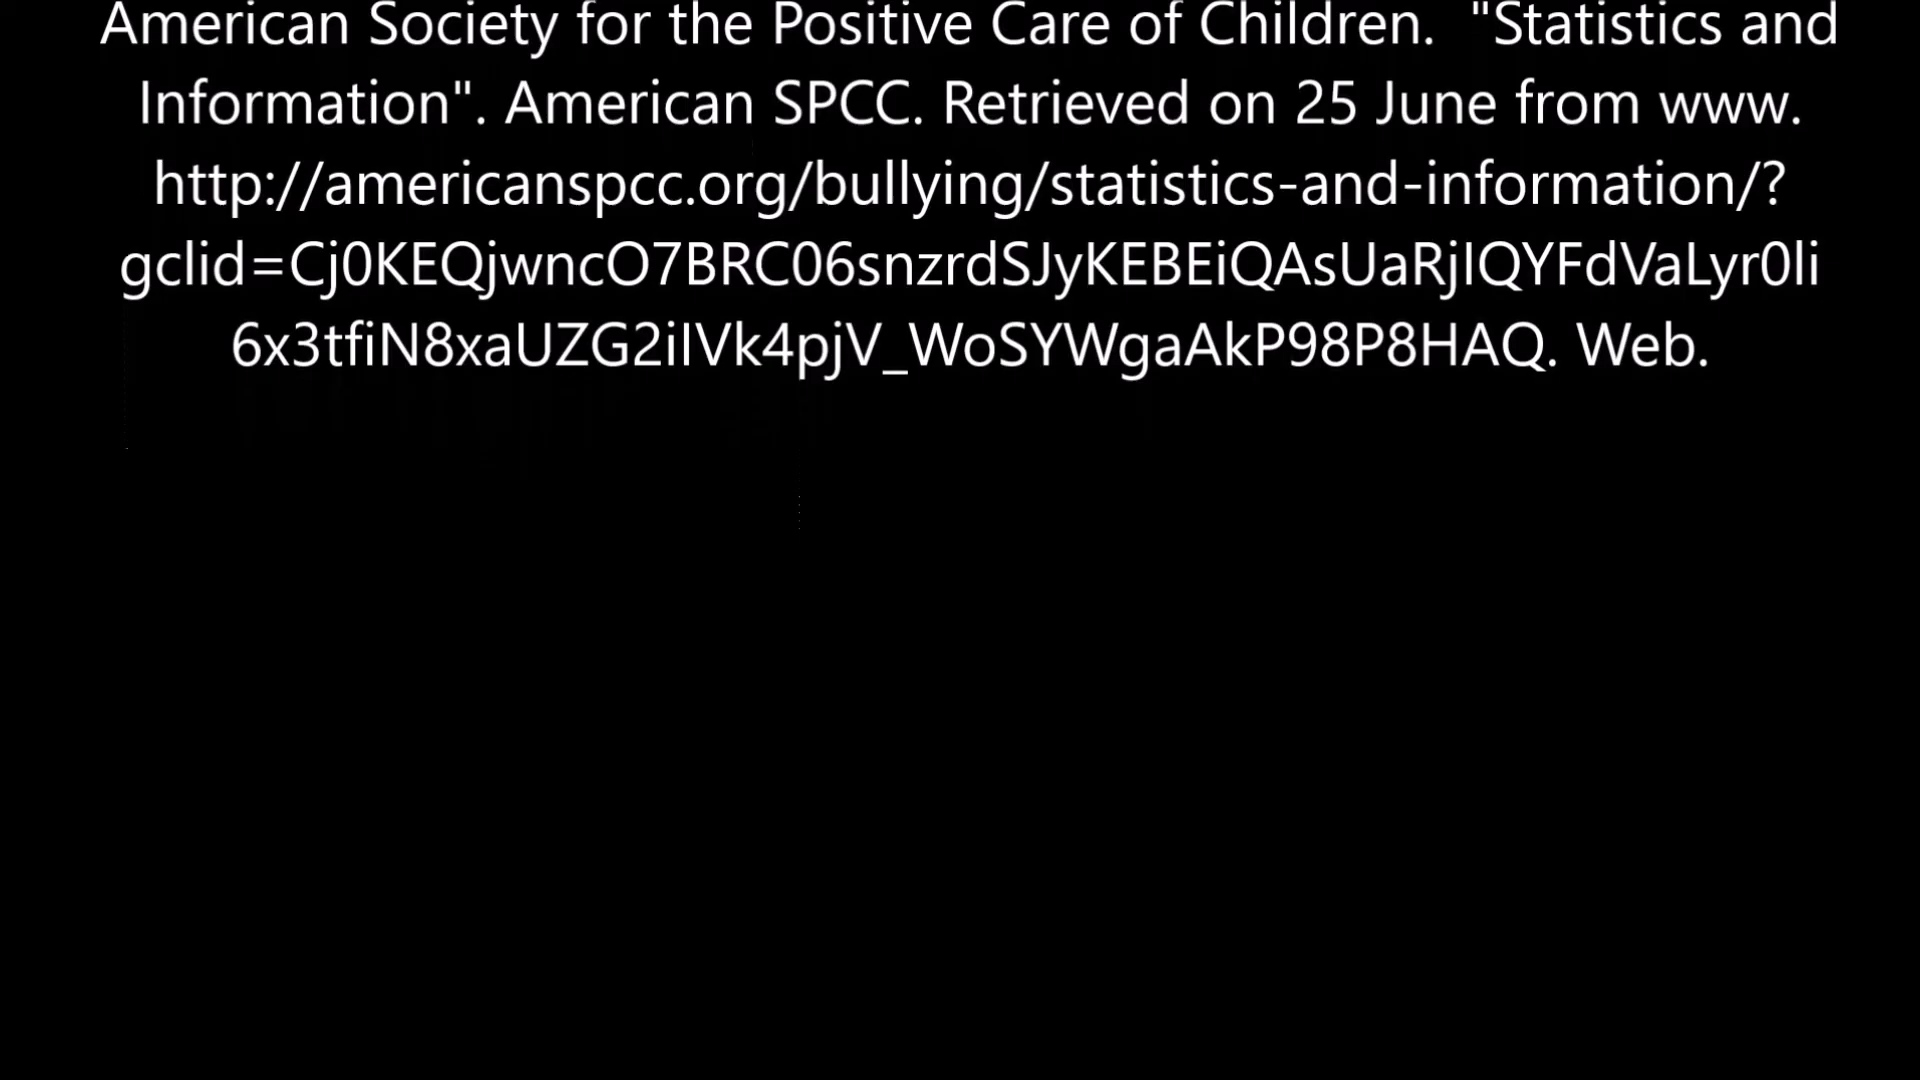 American Society for the Positive Care of Children.  "Statistics and
Information". American SPCC. Retrieved on 25 June from www.
http://americanspcc.org/bullying/statistics-and-information/?
gclid=Cj0KEQjwncO7BRC06snzrdSJyKEBEiQAsUaRjIQYFdVaLyr0li
6x3tfiN8xaUZG2iIVk4pjV_WoSYWgaAkP98P8HAQ. Web.